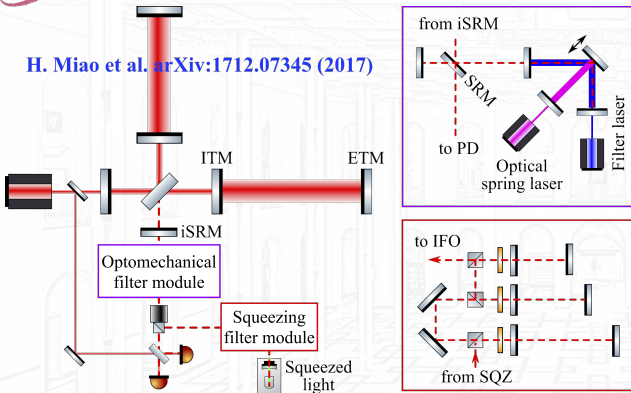 H. Miao et al. arXiv:1712.07345 (2017)
ITM
ETM
iSRM
Optomechanical
filter module
Squeezing
filter module
Squeezed
light
from iSRM
SRM
to PD
Optical
spring laser
Filter laser
to IFO
from SQZ